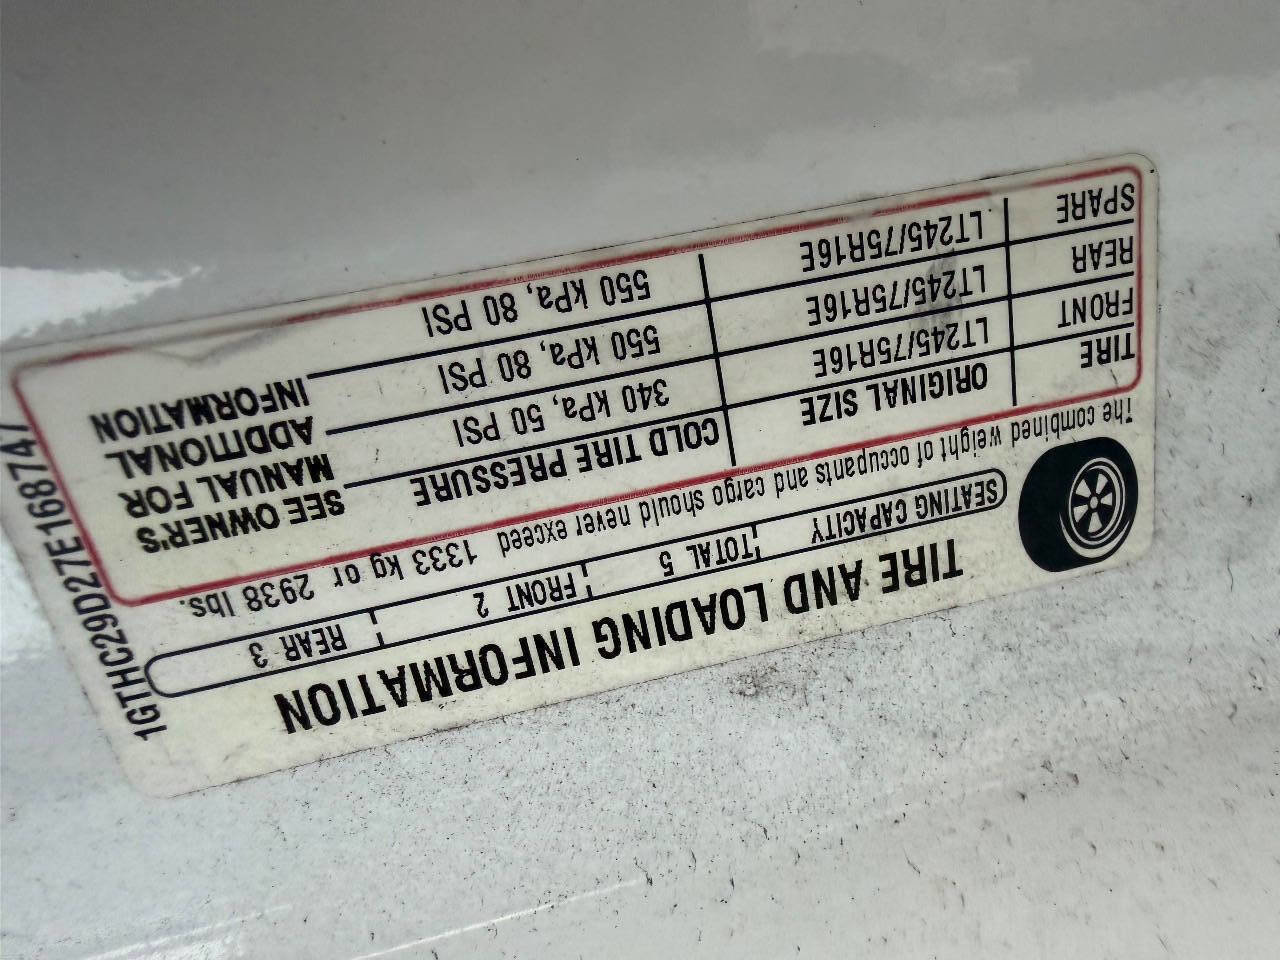 TIRE AND LOADING INFORMATION
SEATING CAPACITY TOTAL 5 FRONT 2 REAR 3
The combined weight of occupants and cargo should never exceed 1333 kg or 2938 lbs.
TIRE ORIGINAL SIZE COLD TIRE PRESSURE
FRONT LT245/75R16E 340 kPa, 50 PSI
REAR LT245/75R16E 550 kPa, 80 PSI
SPARE LT245/75R16E 550 kPa, 80 PSI
SEE OWNER'S
MANUAL FOR
ADDITIONAL
INFORMATION
1GTHC29D27E168747